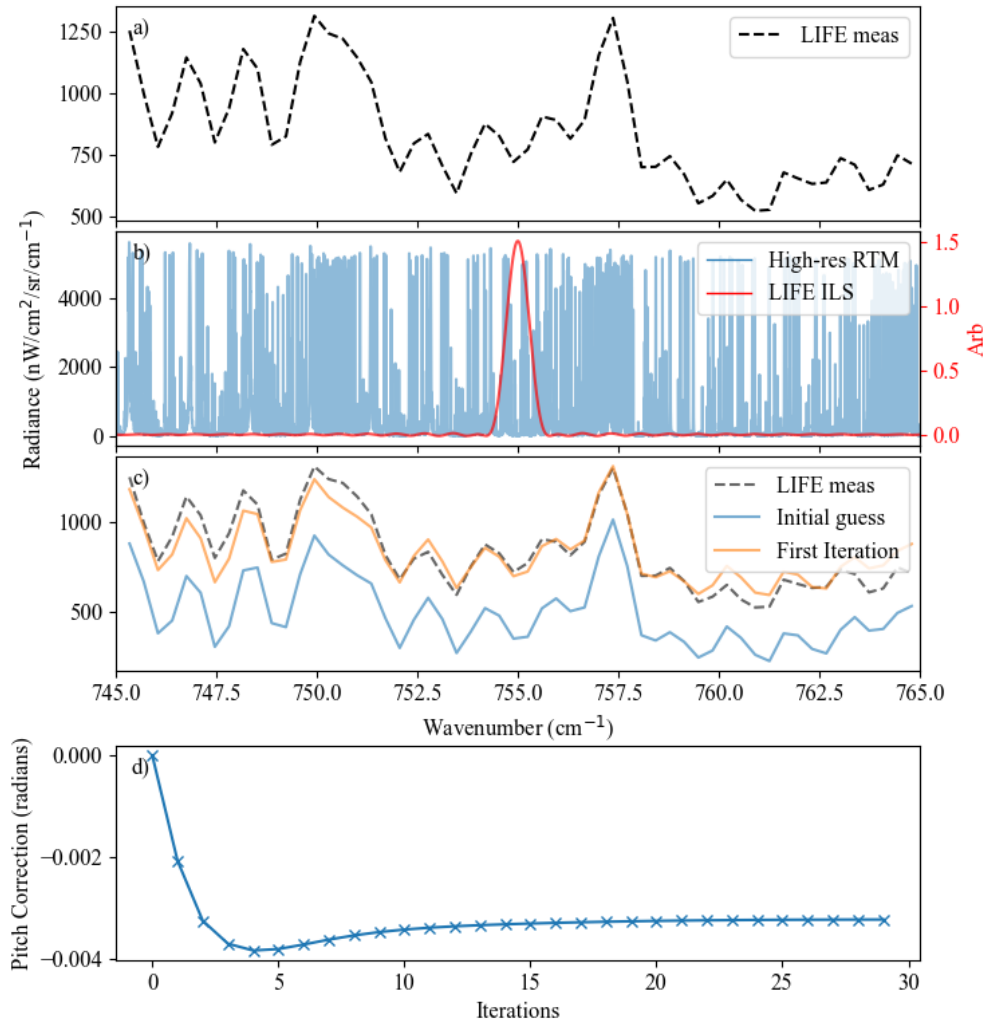 a)
LIFE meas
1250
1000
750
500
b)
High-res RTM
LIFE ILS
4000
2000
0
1.5
1.0
0.5
0.0
Arb
Radiance (nW/cm²/sr/cm⁻¹)
c)
LIFE meas
Initial guess
First Iteration
1000
500
745.0 747.5 750.0 752.5 755.0 757.5 760.0 762.5 765.0
Wavenumber (cm⁻¹)
d)
0.000
−0.002
−0.004
Pitch Correction (radians)
0 5 10 15 20 25 30
Iterations